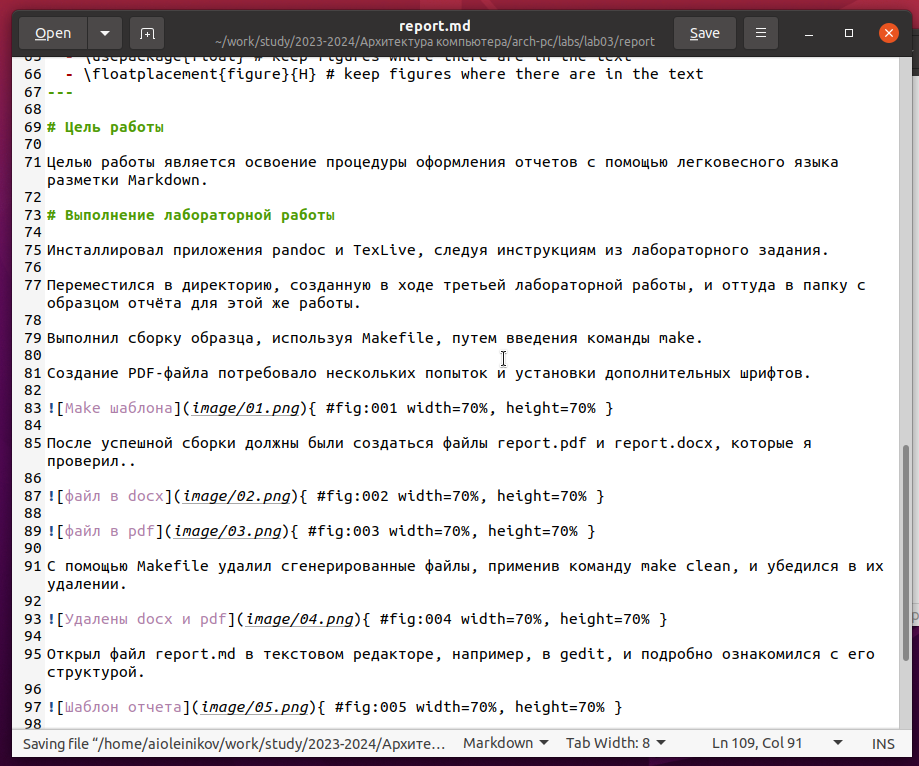 Open
report.md
~/work/study/2023-2024/Архитектура компьютера/arch-pc/labs/lab03/report
Save
65   - \usepackage{float} # keep figures where there are in the text
66   - \floatplacement{figure}{H} # keep figures where there are in the text
67 ---
68
69 # Цель работы
70
71 Целью работы является освоение процедуры оформления отчетов с помощью легковесного языка
разметки Markdown.
72
73 # Выполнение лабораторной работы
74
75 Инсталлировал приложения pandoc и TexLive, следуя инструкциям из лабораторного задания.
76
77 Переместился в директорию, созданную в ходе третьей лабораторной работы, и оттуда в папку с
образцом отчёта для этой же работы.
78
79 Выполнил сборку образца, используя Makefile, путем введения команды make.
80
81 Создание PDF-файла потребовало нескольких попыток и установки дополнительных шрифтов.
82
83 ![Make шаблона](image/01.png){ #fig:001 width=70%, height=70% }
84
85 После успешной сборки должны были создаться файлы report.pdf и report.docx, которые я
проверил..
86
87 ![файл в docx](image/02.png){ #fig:002 width=70%, height=70% }
88
89 ![файл в pdf](image/03.png){ #fig:003 width=70%, height=70% }
90
91 С помощью Makefile удалил сгенерированные файлы, применив команду make clean, и убедился в их
удалении.
92
93 ![Удалены docx и pdf](image/04.png){ #fig:004 width=70%, height=70% }
94
95 Открыл файл report.md в текстовом редакторе, например, в gedit, и подробно ознакомился с его
структурой.
96
97 ![Шаблон отчета](image/05.png){ #fig:005 width=70%, height=70% }
98
Saving file “/home/aioleinikov/work/study/2023-2024/Архите… Markdown Tab Width: 8 Ln 109, Col 91 INS